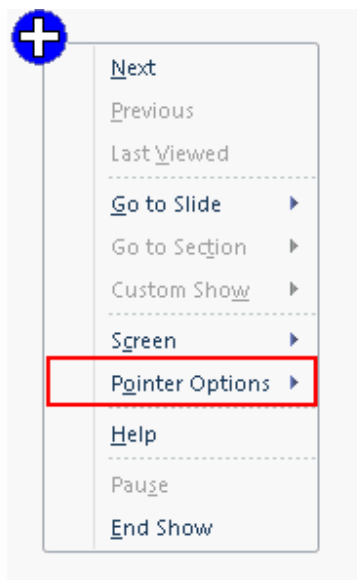 Next
Previous
Last Viewed
Go to Slide
Go to Section
Custom Show
Screen
Pointer Options
Help
Pause
End Show